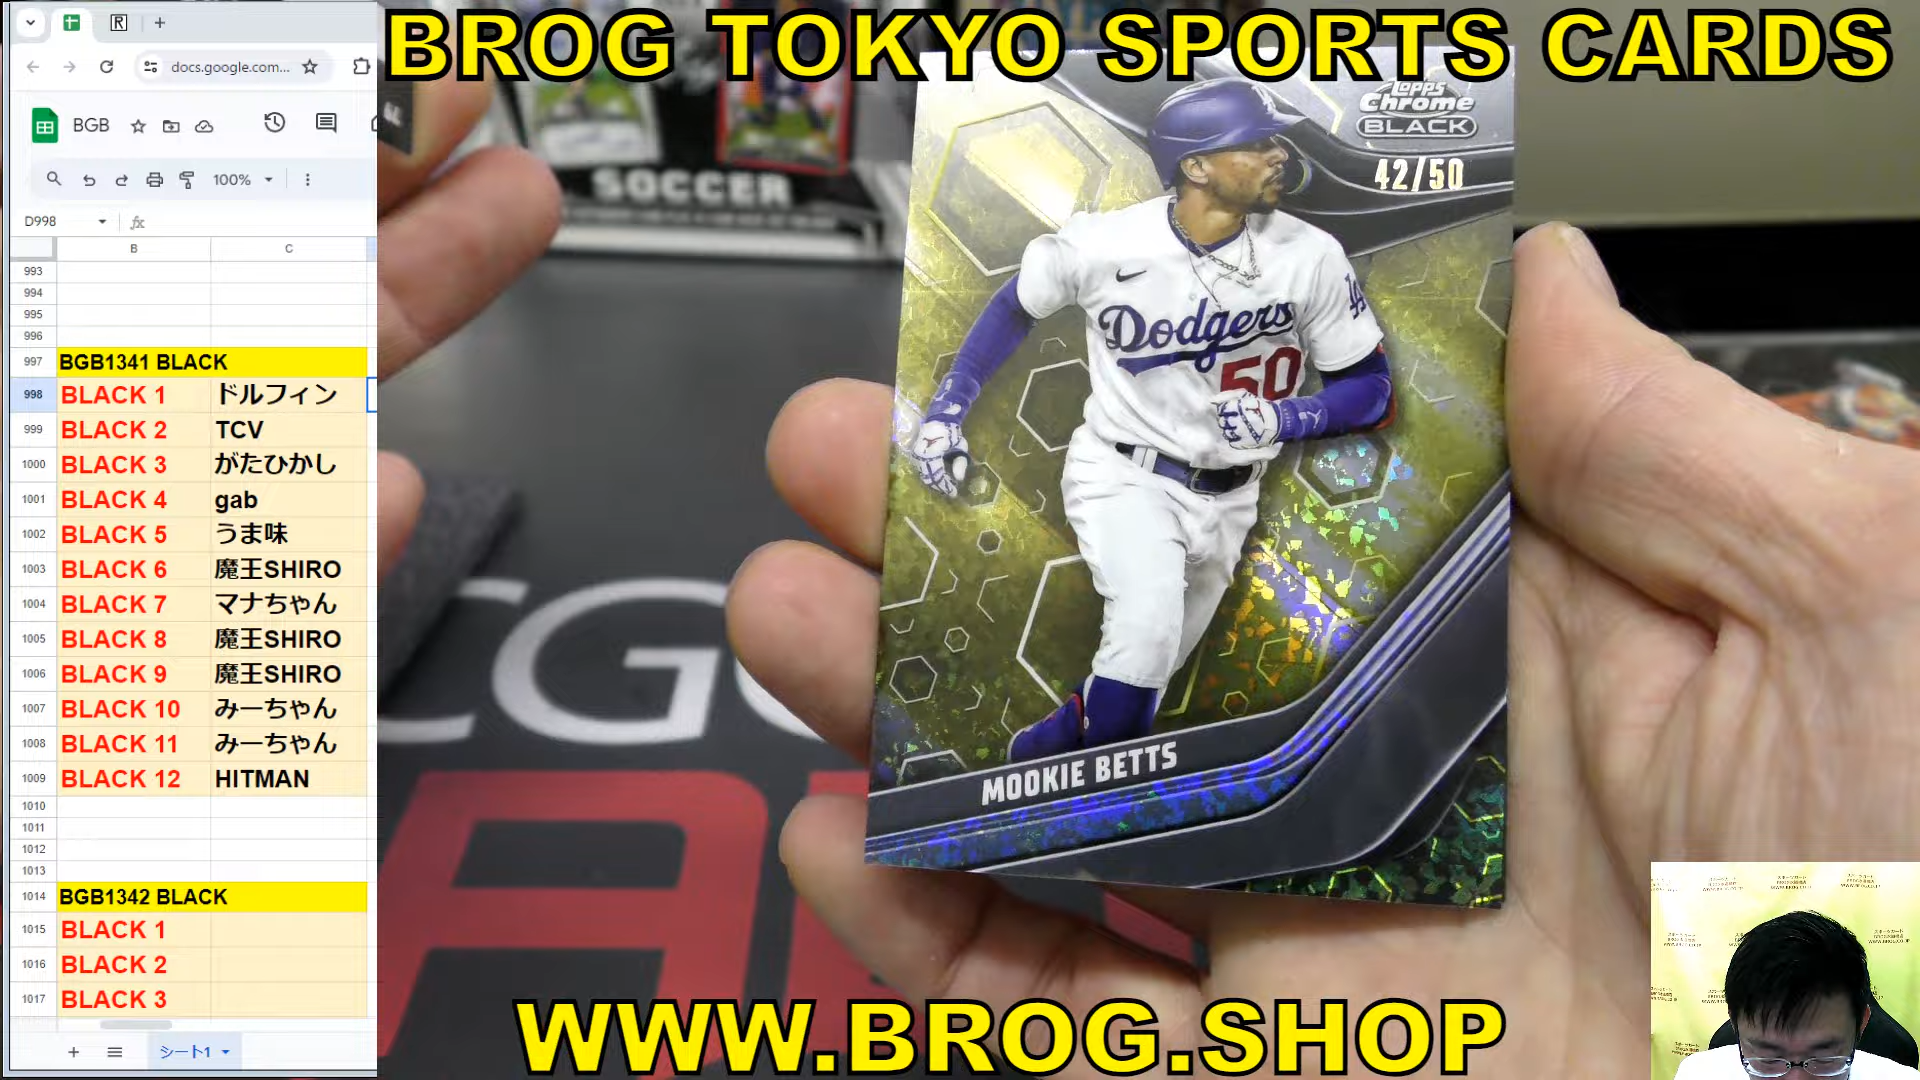 BROG TOKYO SPORTS CARDS
docs.google.com...
BGB
100%
D998
fx
B
C
993
994
995
996
997 BGB1341 BLACK
998 BLACK 1 ドルフィン
999 BLACK 2 TCV
1000 BLACK 3 がたひかし
1001 BLACK 4 gab
1002 BLACK 5 うま味
1003 BLACK 6 魔王SHIRO
1004 BLACK 7 マナちゃん
1005 BLACK 8 魔王SHIRO
1006 BLACK 9 魔王SHIRO
1007 BLACK 10 みーちゃん
1008 BLACK 11 みーちゃん
1009 BLACK 12 HITMAN
1010
1011
1012
1013
1014 BGB1342 BLACK
1015 BLACK 1
1016 BLACK 2
1017 BLACK 3
シート1
SOCCER
Topps
Chrome
BLACK
42/50
LA
Dodgers
50
MOOKIE BETTS
CG
WWW.BROG.SHOP